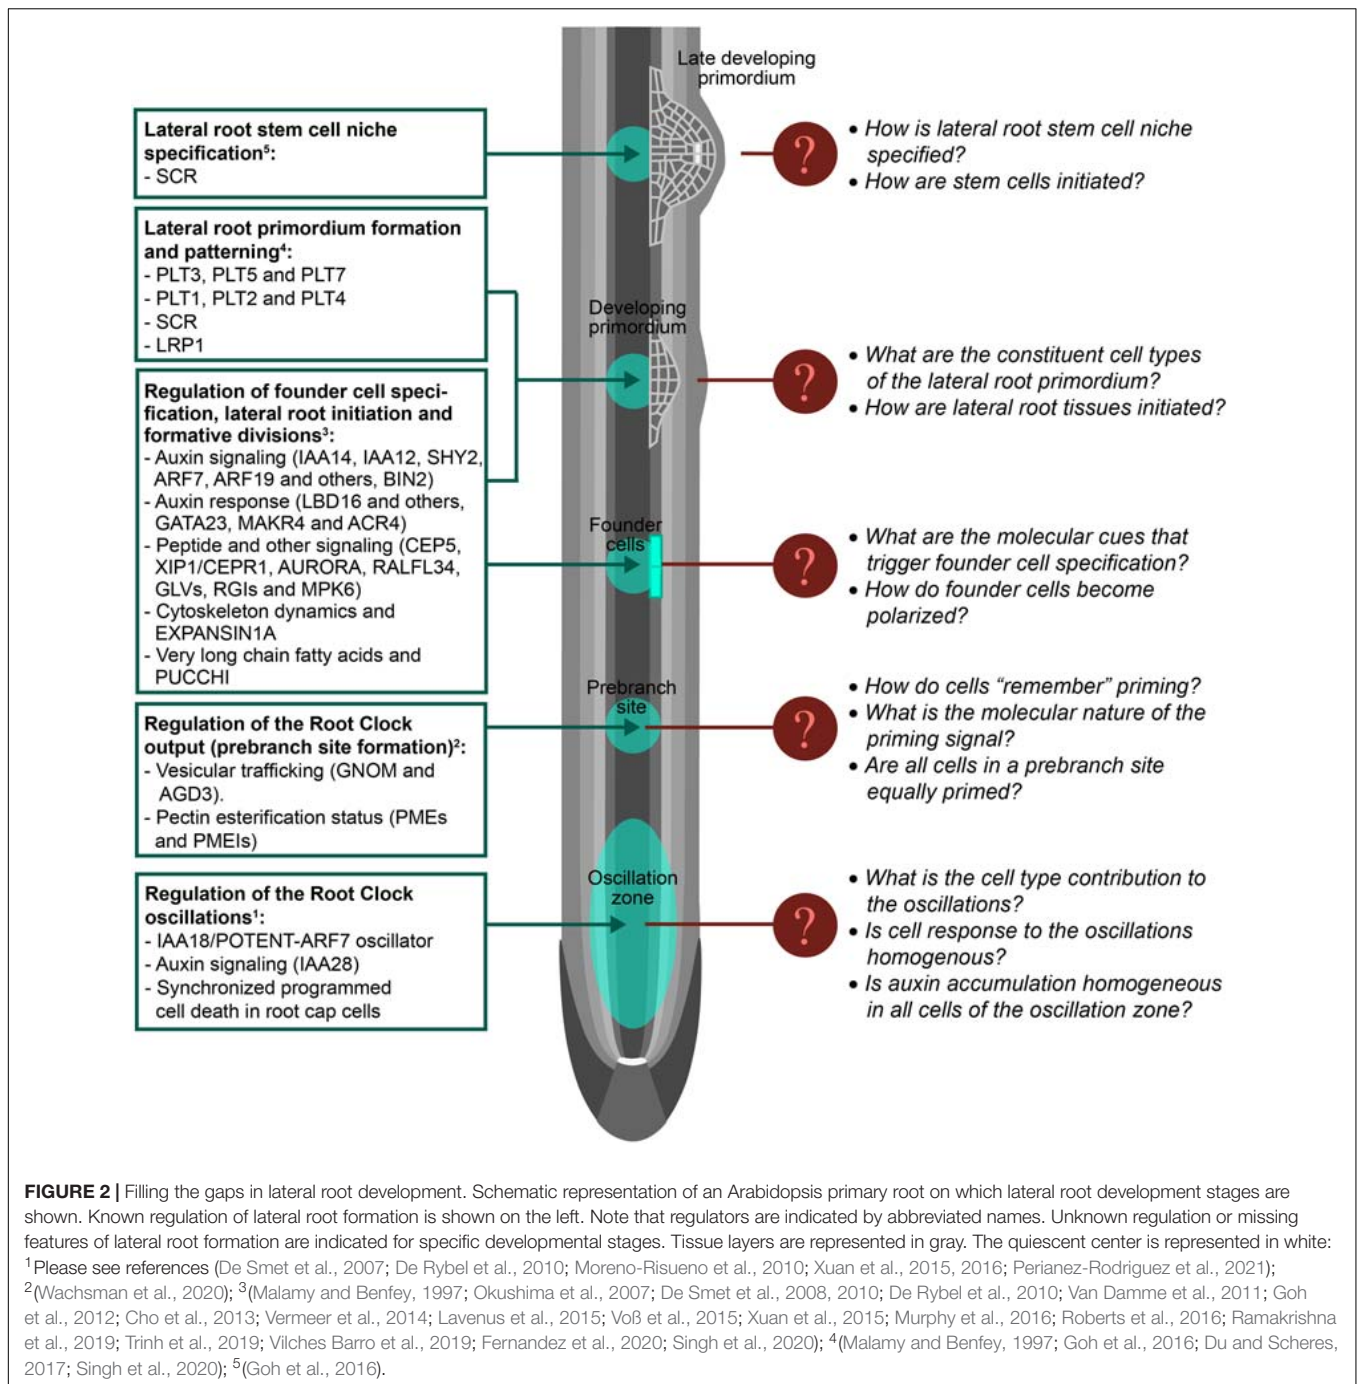 Late developing
primordium
Lateral root stem cell niche
specification⁵:
- SCR
• How is lateral root stem cell niche
specified?
• How are stem cells initiated?
?
Lateral root primordium formation
and patterning⁴:
- PLT3, PLT5 and PLT7
- PLT1, PLT2 and PLT4
- SCR
- LRP1
Developing
primordium
?
• What are the constituent cell types
of the lateral root primordium?
• How are lateral root tissues initiated?
Regulation of founder cell speci-
fication, lateral root initiation and
formative divisions³:
- Auxin signaling (IAA14, IAA12, SHY2,
ARF7, ARF19 and others, BIN2)
- Auxin response (LBD16 and others,
GATA23, MAKR4 and ACR4)
- Peptide and other signaling (CEP5,
XIP1/CEPR1, AURORA, RALFL34,
GLVs, RGIs and MPK6)
- Cytoskeleton dynamics and
EXPANSIN1A
- Very long chain fatty acids and
PUCCHI
Founder
cells
?
• What are the molecular cues that
trigger founder cell specification?
• How do founder cells become
polarized?
Regulation of the Root Clock
output (prebranch site formation)²:
- Vesicular trafficking (GNOM and
AGD3).
- Pectin esterification status (PMEs
and PMEIs)
Prebranch
site
?
• How do cells “remember” priming?
• What is the molecular nature of the
priming signal?
• Are all cells in a prebranch site
equally primed?
Regulation of the Root Clock
oscillations¹:
- IAA18/POTENT-ARF7 oscillator
- Auxin signaling (IAA28)
- Synchronized programmed
cell death in root cap cells
Oscillation
zone
?
• What is the cell type contribution to
the oscillations?
• Is cell response to the oscillations
homogenous?
• Is auxin accumulation homogeneous
in all cells of the oscillation zone?
FIGURE 2 | Filling the gaps in lateral root development. Schematic representation of an Arabidopsis primary root on which lateral root development stages are
shown. Known regulation of lateral root formation is shown on the left. Note that regulators are indicated by abbreviated names. Unknown regulation or missing
features of lateral root formation are indicated for specific developmental stages. Tissue layers are represented in gray. The quiescent center is represented in white:
¹Please see references (De Smet et al., 2007; De Rybel et al., 2010; Moreno-Risueno et al., 2010; Xuan et al., 2015, 2016; Perianez-Rodriguez et al., 2021);
²(Wachsman et al., 2020); ³(Malamy and Benfey, 1997; Okushima et al., 2007; De Smet et al., 2008, 2010; De Rybel et al., 2010; Van Damme et al., 2011; Goh
et al., 2012; Cho et al., 2013; Vermeer et al., 2014; Lavenus et al., 2015; Voß et al., 2015; Xuan et al., 2015; Murphy et al., 2016; Roberts et al., 2016; Ramakrishna
et al., 2019; Trinh et al., 2019; Vilches Barro et al., 2019; Fernandez et al., 2020; Singh et al., 2020); ⁴(Malamy and Benfey, 1997; Goh et al., 2016; Du and Scheres,
2017; Singh et al., 2020); ⁵(Goh et al., 2016).